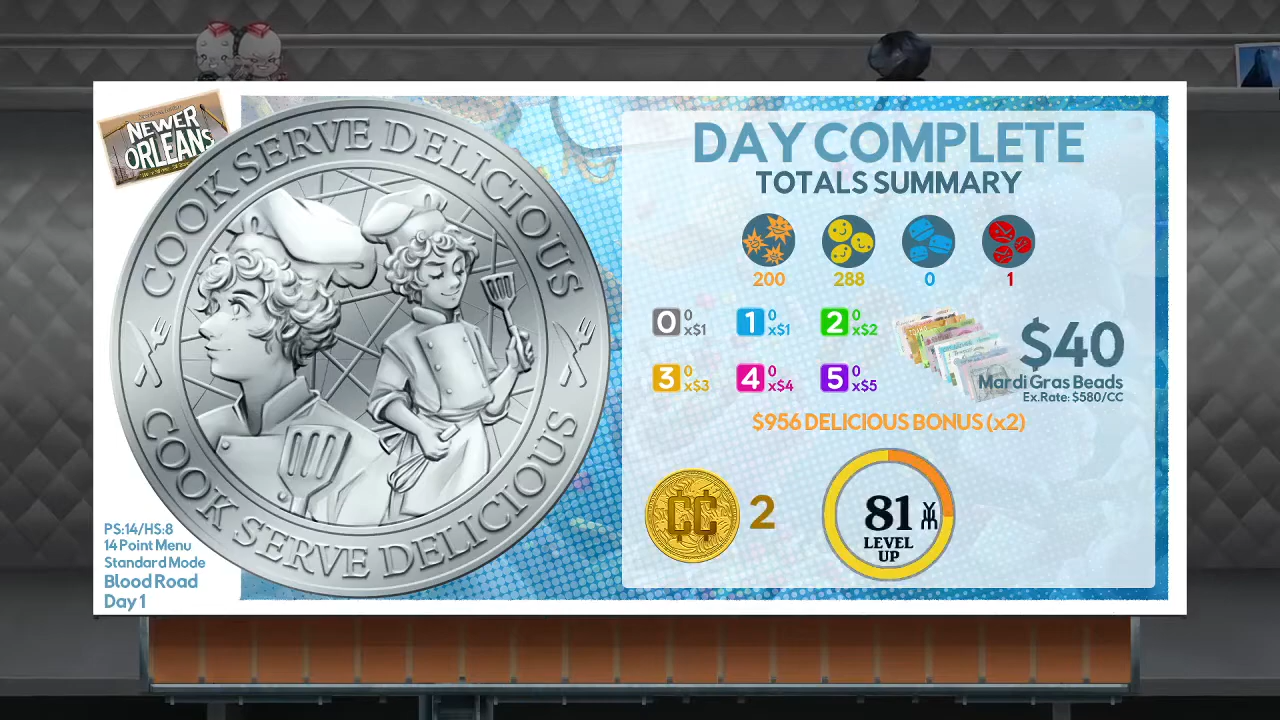 NEWER
ORLEANS
COOK SERVE DELICIOUS
COOK SERVE DELICIOUS
PS:14/HS:8
14 Point Menu
Standard Mode
Blood Road
Day 1
DAY COMPLETE
TOTALS SUMMARY
200 288 0 1
0 0 x$1 1 0 x$1 2 0 x$2
3 0 x$3 4 0 x$4 5 0 x$5
$40
Mardi Gras Beads
Ex.Rate: $580/CC
$956 DELICIOUS BONUS (x2)
CC 2
81
LEVEL
UP